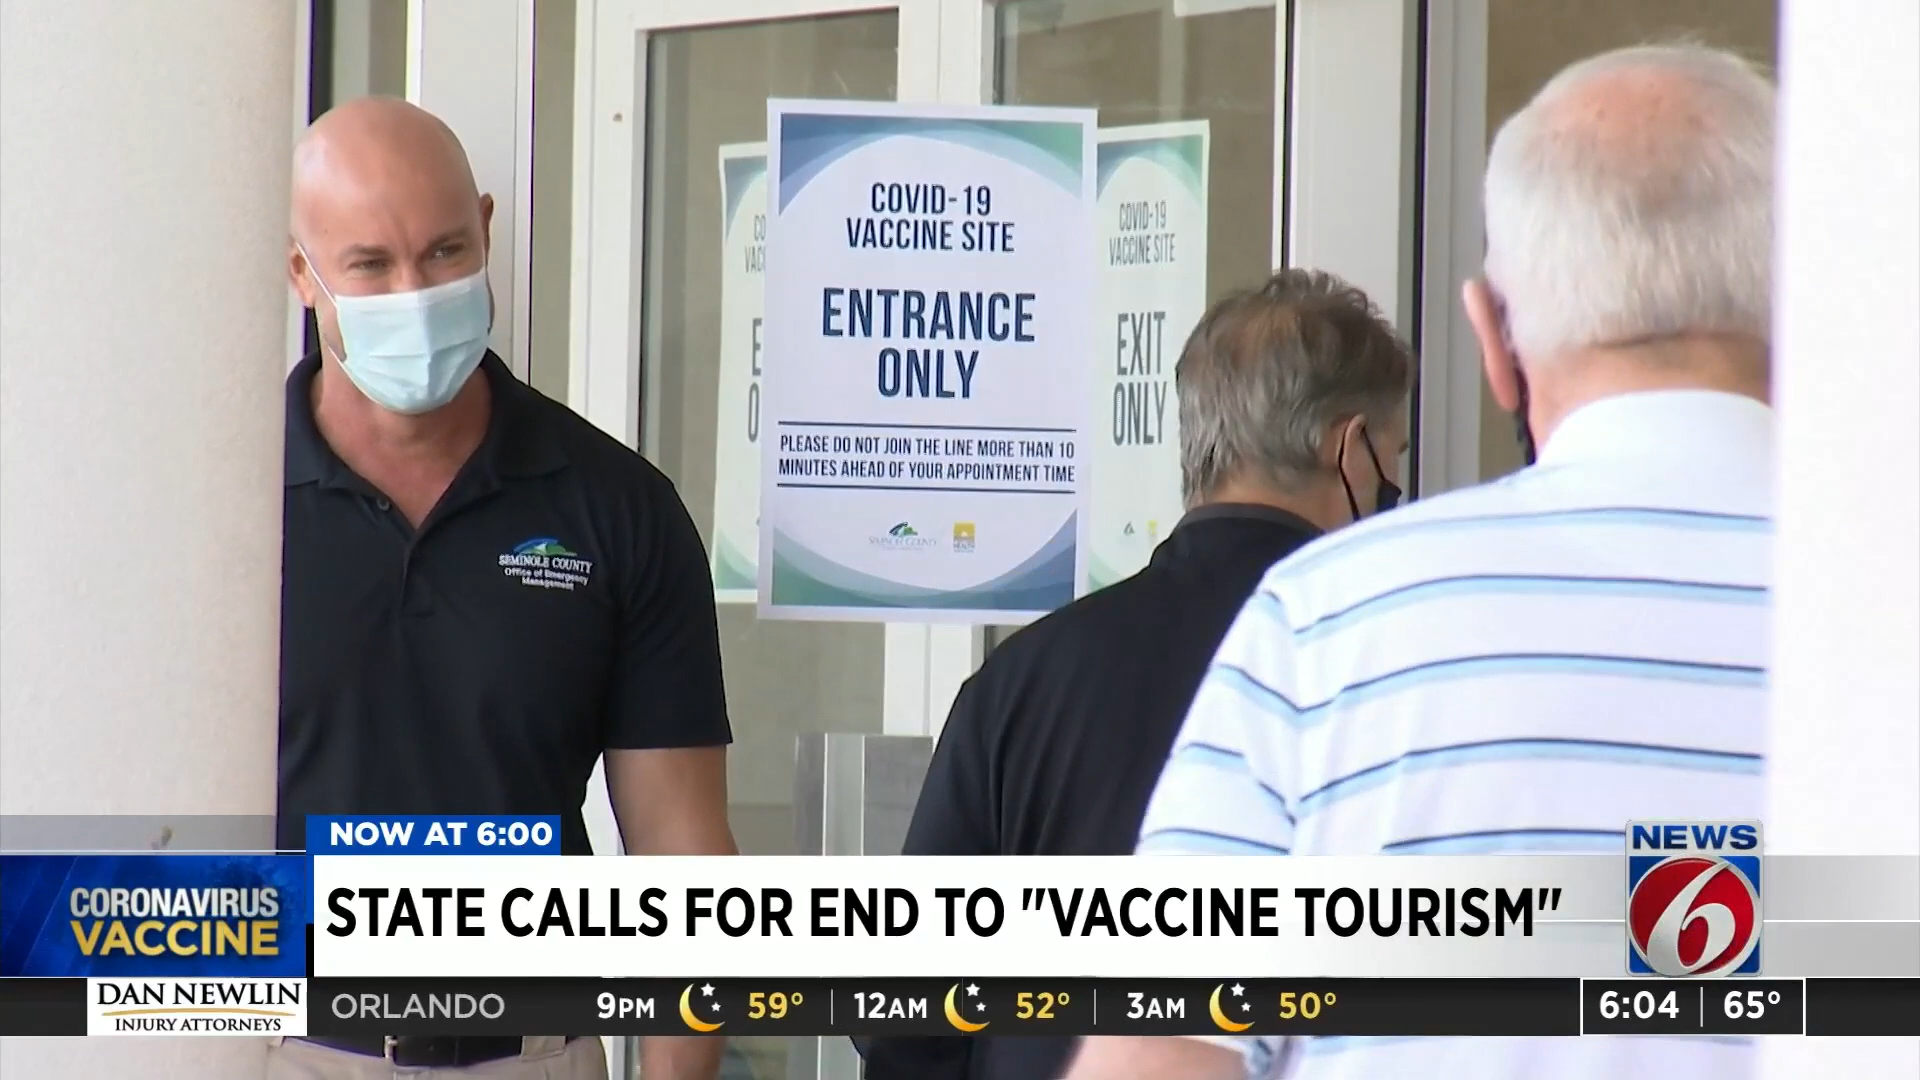 COVID-19
VACCINE SITE
ENTRANCE
ONLY
PLEASE DO NOT JOIN THE LINE MORE THAN 10
MINUTES AHEAD OF YOUR APPOINTMENT TIME
SEMINOLE COUNTY
COVID-19
VACCINE SITE
EXIT
ONLY
SEMINOLE COUNTY
Office of Emergency
Management
NOW AT 6:00
CORONAVIRUS
VACCINE
STATE CALLS FOR END TO "VACCINE TOURISM"
NEWS
6
DAN NEWLIN
INJURY ATTORNEYS
ORLANDO 9PM 59° 12AM 52° 3AM 50°
6:04 65°